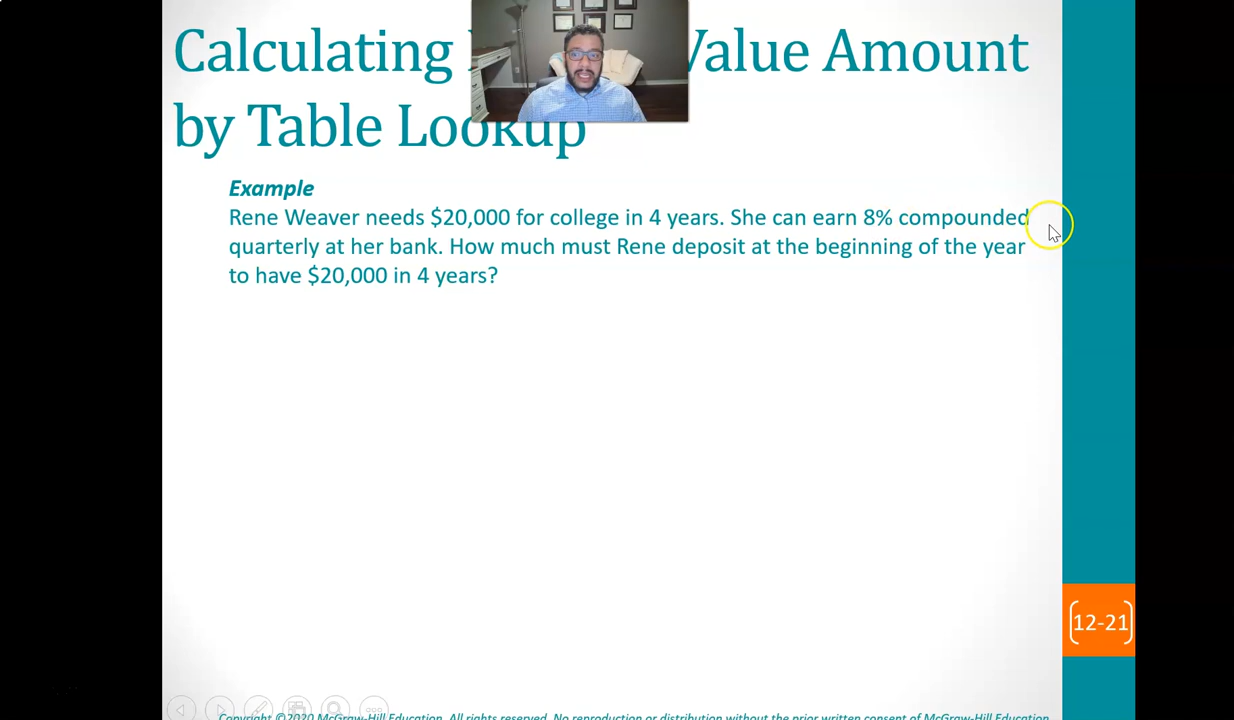 Calculating Value Amount
by Table Lookup
Example
Rene Weaver needs $20,000 for college in 4 years. She can earn 8% compounded
quarterly at her bank. How much must Rene deposit at the beginning of the year
to have $20,000 in 4 years?
12-21
Copyright ©2020 McGraw-Hill Education. All rights reserved. No reproduction or distribution without the prior written consent of McGraw-Hill Education